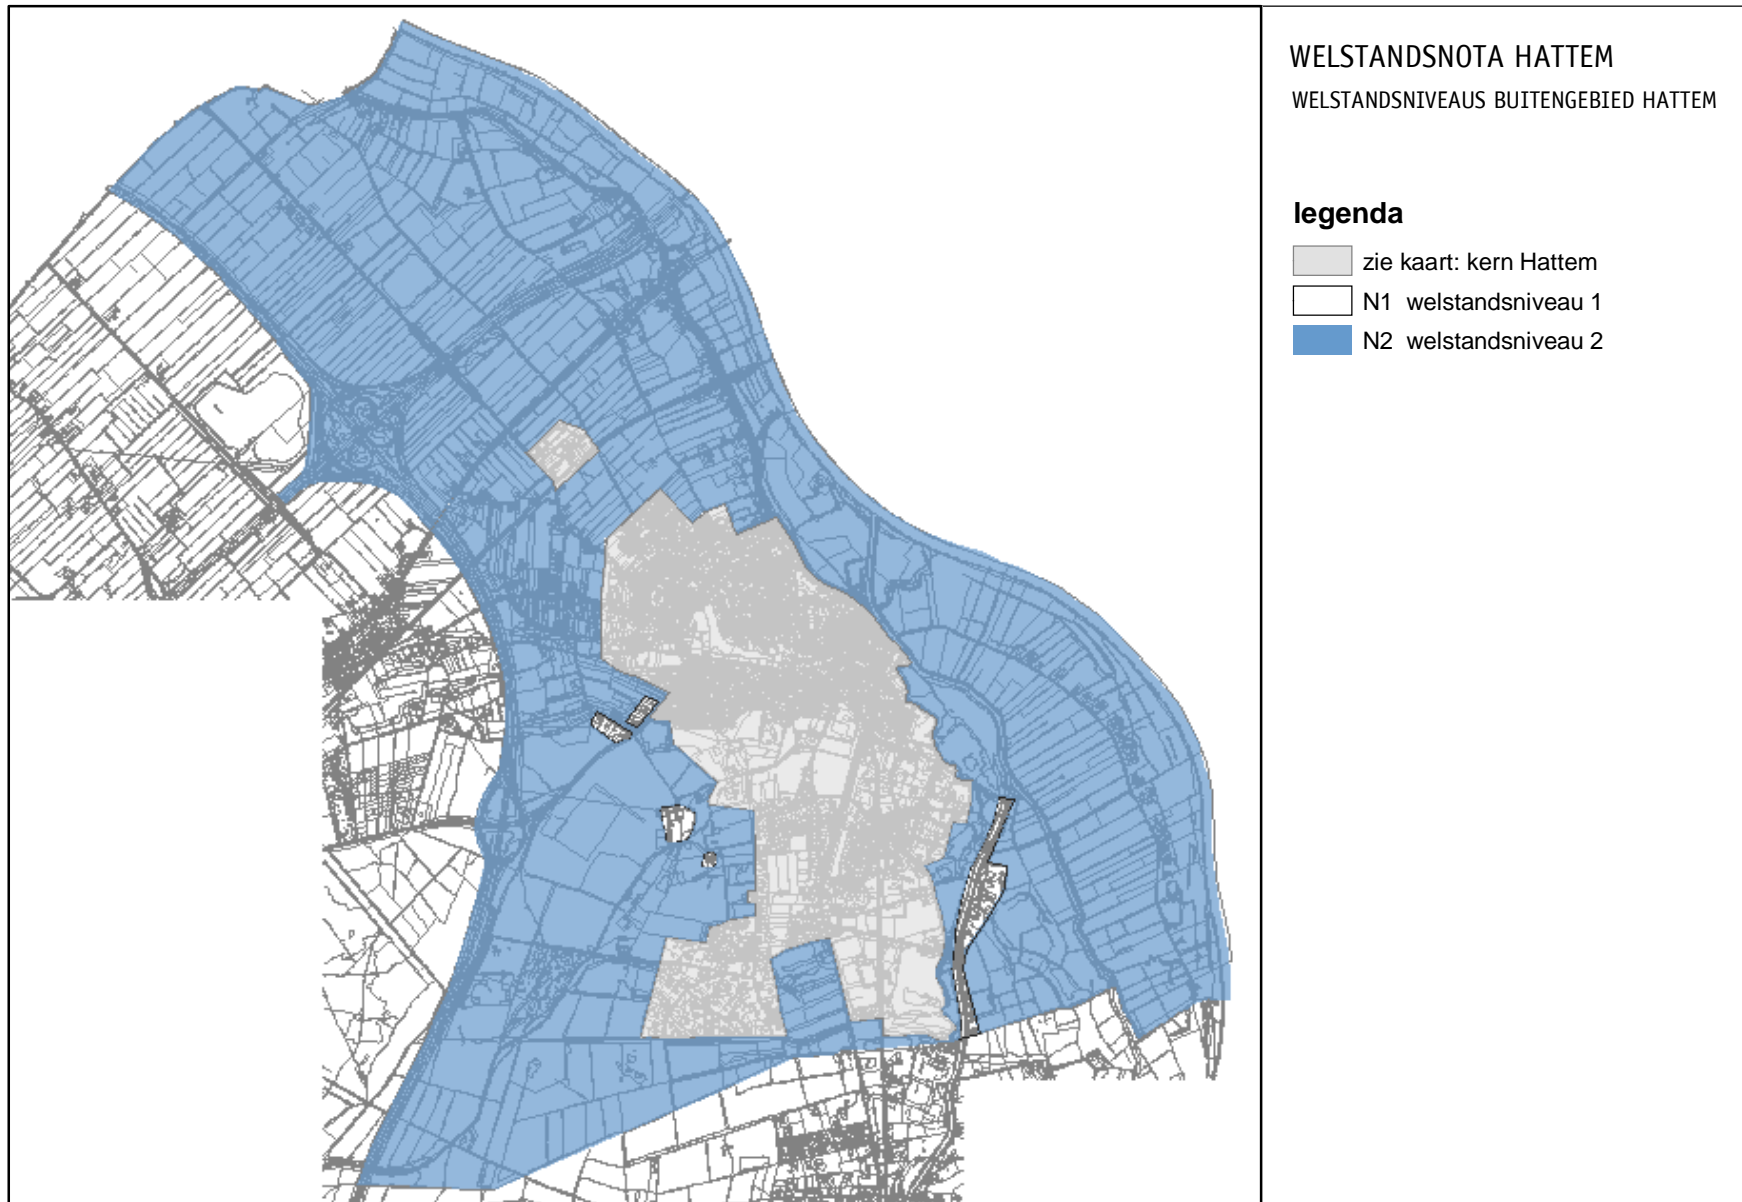 WELSTANDSNOTA HATTEM
WELSTANDSNIVEAUS BUITENGEBIED HATTEM
legenda
zie kaart: kern Hattem
N1 welstandsniveau 1
N2 welstandsniveau 2